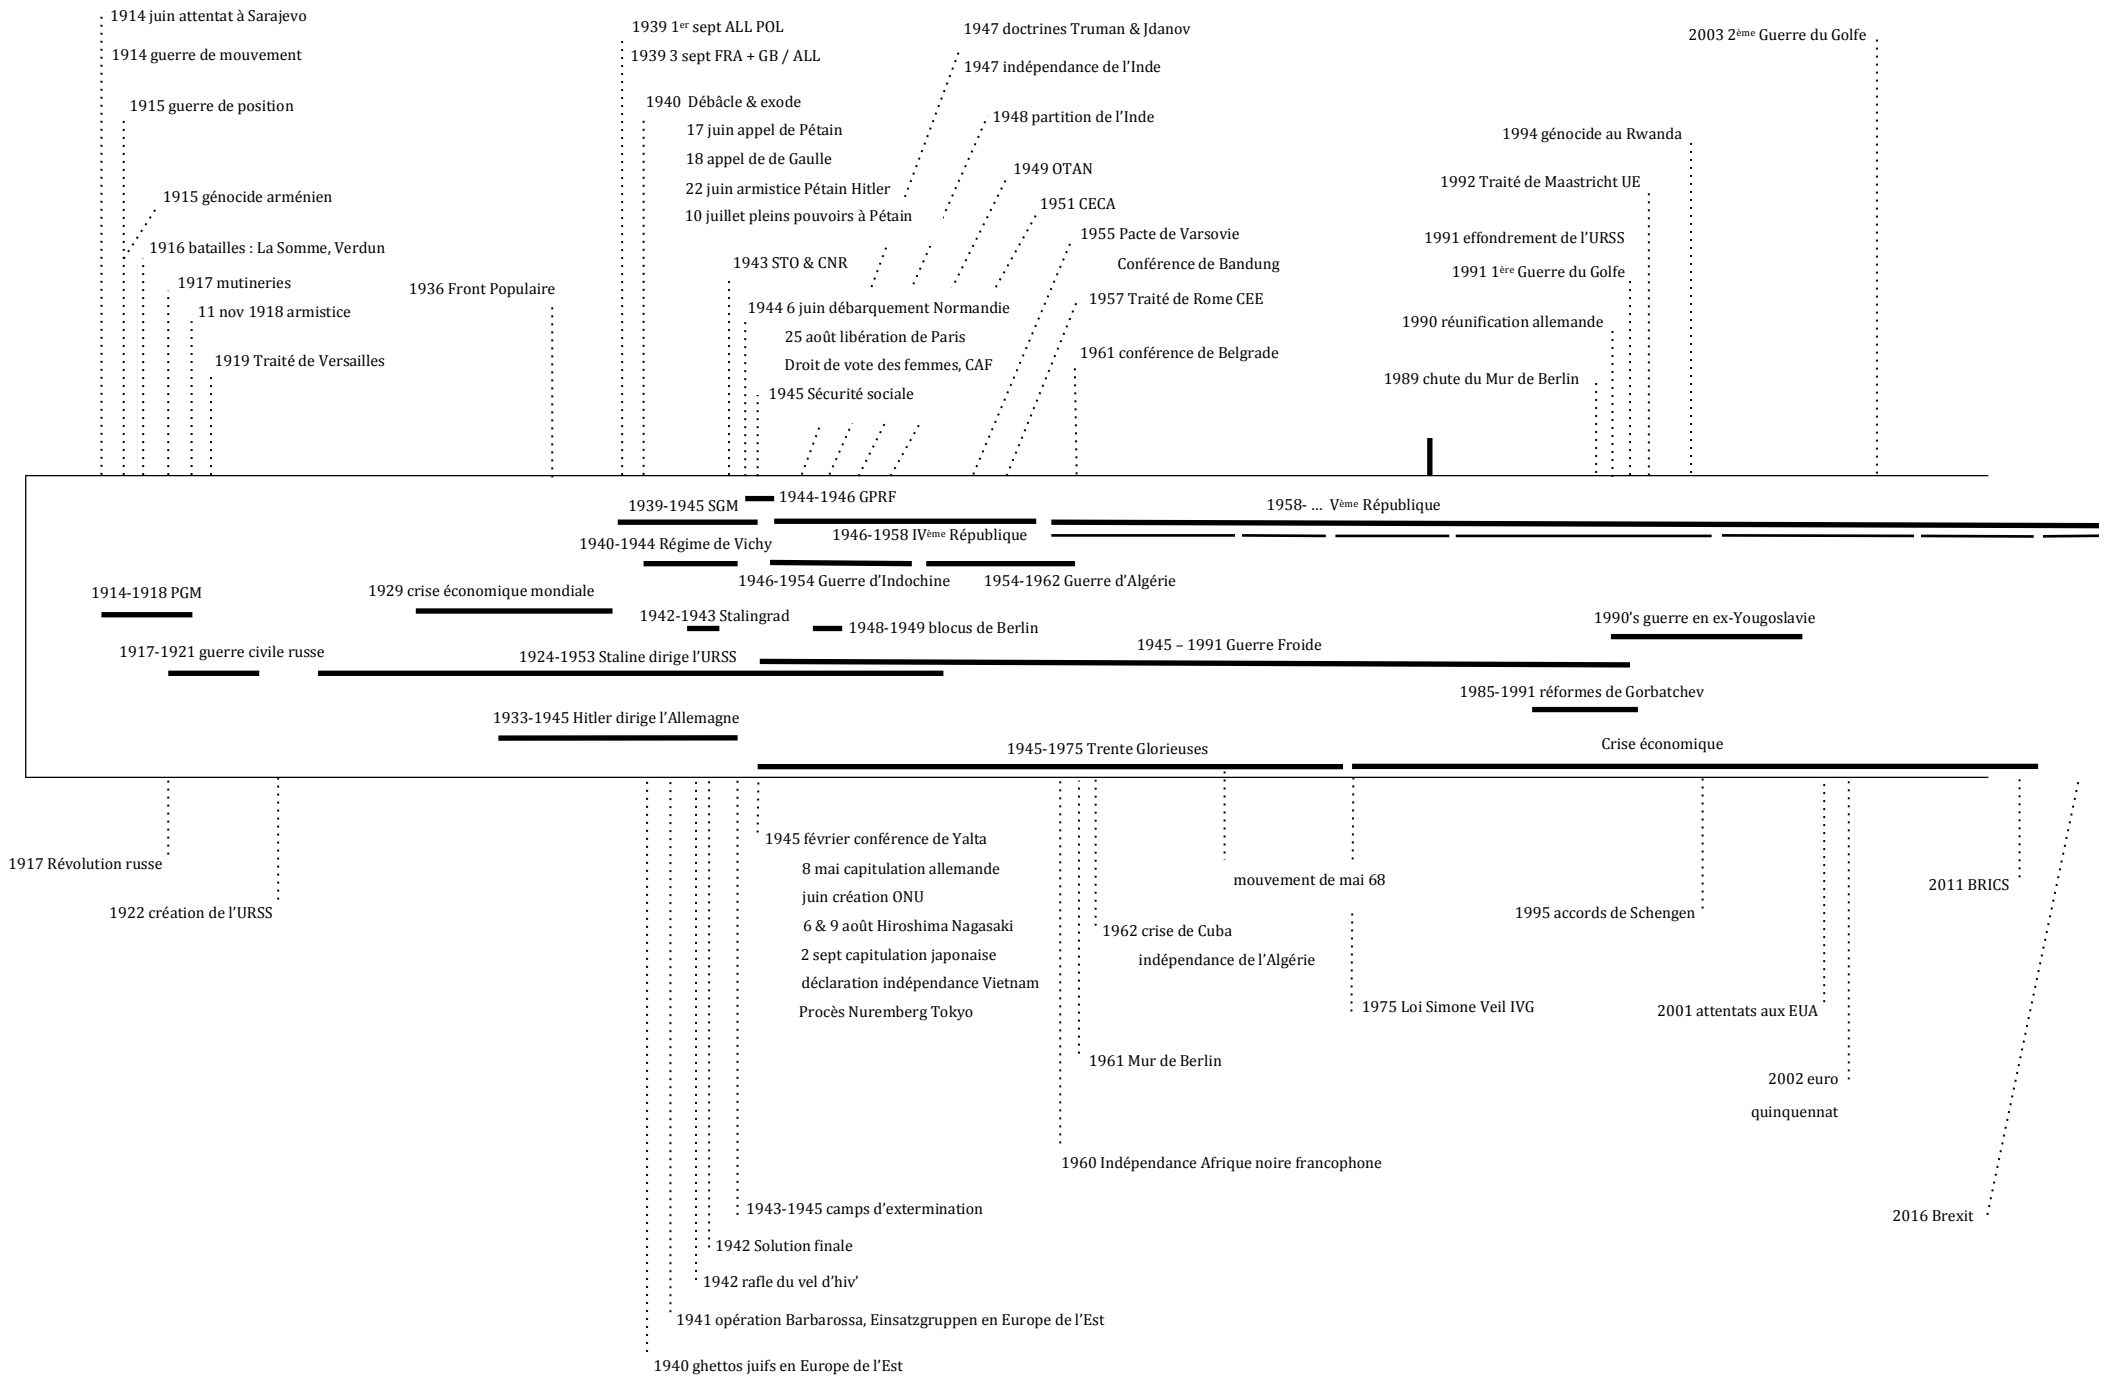 1914 juin attentat à Sarajevo
1914 guerre de mouvement
1915 guerre de position
1915 génocide arménien
1916 batailles : La Somme, Verdun
1917 mutineries
11 nov 1918 armistice
1919 Traité de Versailles
1936 Front Populaire
1939 1er sept ALL POL
1939 3 sept FRA + GB / ALL
1940 Débâcle & exode
17 juin appel de Pétain
18 appel de de Gaulle
22 juin armistice Pétain Hitler
10 juillet pleins pouvoirs à Pétain
1943 STO & CNR
1944 6 juin débarquement Normandie
25 août libération de Paris
Droit de vote des femmes, CAF
1945 Sécurité sociale
1947 doctrines Truman & Jdanov
1947 indépendance de l’Inde
1948 partition de l’Inde
1949 OTAN
1951 CECA
1955 Pacte de Varsovie
Conférence de Bandung
1957 Traité de Rome CEE
1961 conférence de Belgrade
2003 2ème Guerre du Golfe
1994 génocide au Rwanda
1992 Traité de Maastricht UE
1991 effondrement de l’URSS
1991 1ère Guerre du Golfe
1990 réunification allemande
1989 chute du Mur de Berlin
1944-1946 GPRF
1939-1945 SGM
1958- ... Vème République
1946-1958 IVème République
1940-1944 Régime de Vichy
1946-1954 Guerre d’Indochine
1954-1962 Guerre d’Algérie
1914-1918 PGM
1929 crise économique mondiale
1942-1943 Stalingrad
1948-1949 blocus de Berlin
1990’s guerre en ex-Yougoslavie
1917-1921 guerre civile russe
1924-1953 Staline dirige l’URSS
1945 – 1991 Guerre Froide
1985-1991 réformes de Gorbatchev
1933-1945 Hitler dirige l’Allemagne
1945-1975 Trente Glorieuses
Crise économique
1917 Révolution russe
1922 création de l’URSS
1945 février conférence de Yalta
8 mai capitulation allemande
juin création ONU
6 & 9 août Hiroshima Nagasaki
2 sept capitulation japonaise
déclaration indépendance Vietnam
Procès Nuremberg Tokyo
mouvement de mai 68
1962 crise de Cuba
indépendance de l’Algérie
1975 Loi Simone Veil IVG
1961 Mur de Berlin
1960 Indépendance Afrique noire francophone
1995 accords de Schengen
2011 BRICS
2001 attentats aux EUA
2002 euro
quinquennat
2016 Brexit
1943-1945 camps d’extermination
1942 Solution finale
1942 rafle du vel d’hiv’
1941 opération Barbarossa, Einsatzgruppen en Europe de l’Est
1940 ghettos juifs en Europe de l’Est